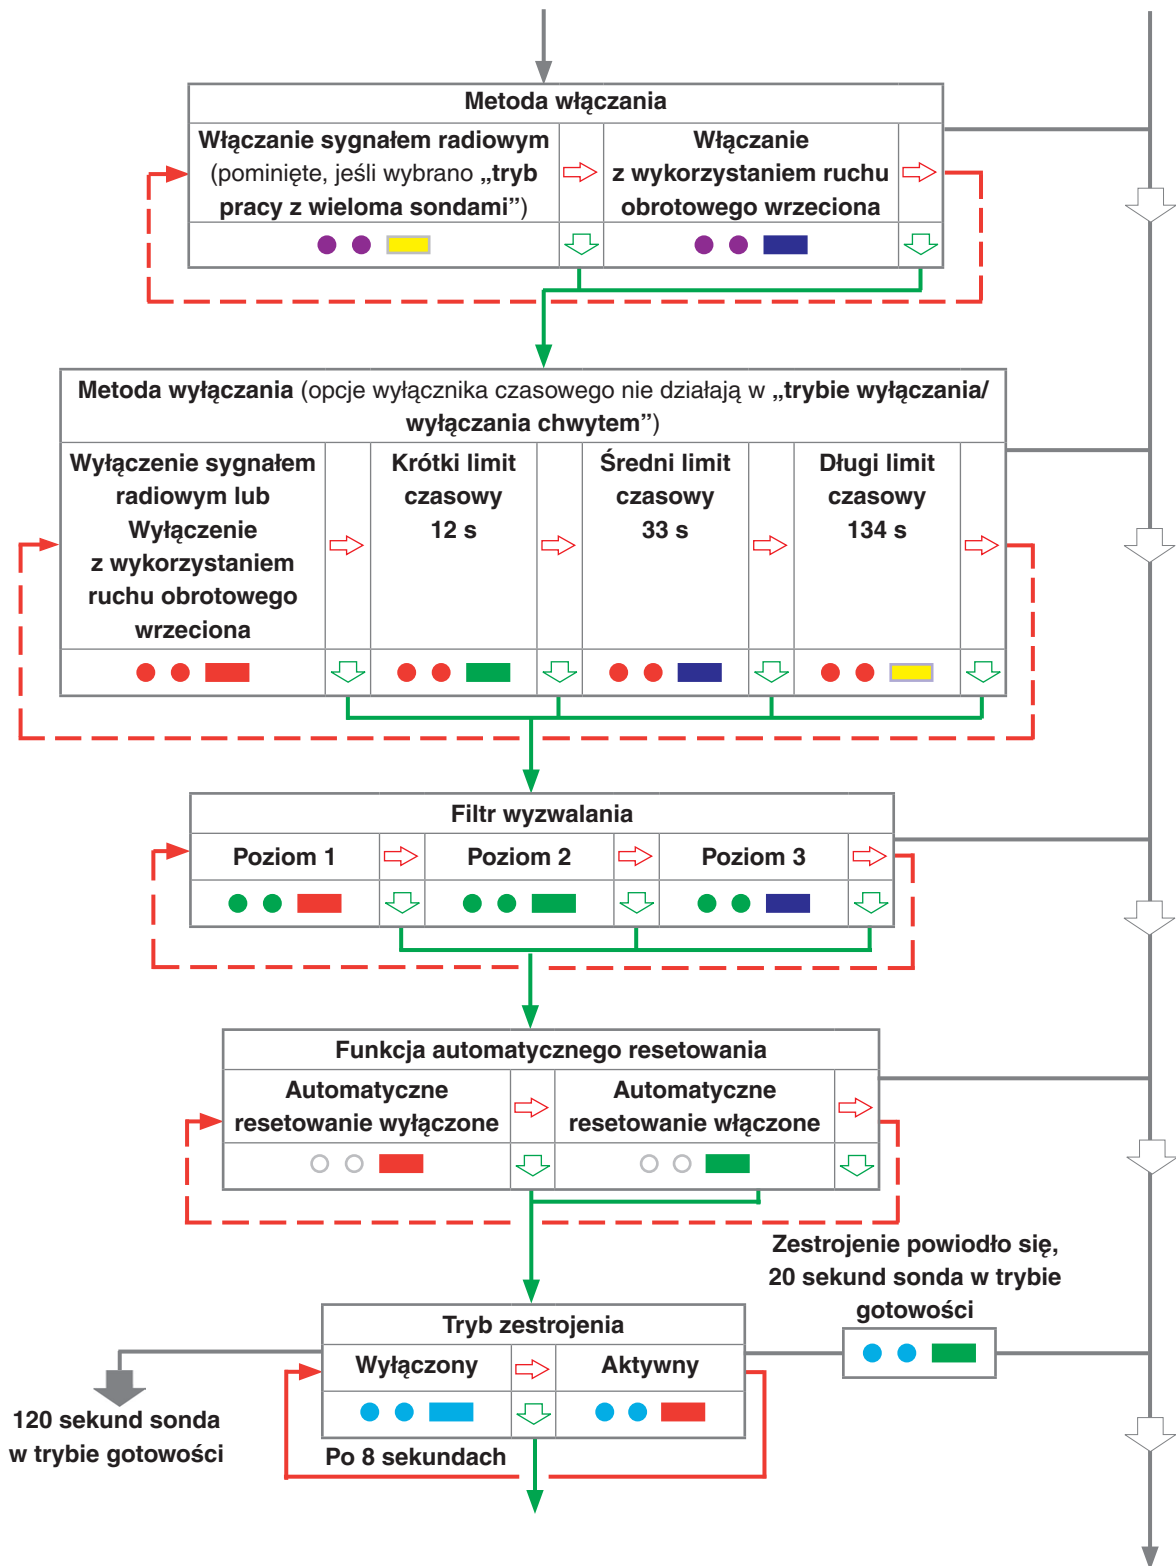 Metoda włączania
Włączanie sygnałem radiowym
(pominięte, jeśli wybrano „tryb
pracy z wieloma sondami”)
Włączanie
z wykorzystaniem ruchu
obrotowego wrzeciona
Metoda wyłączania (opcje wyłącznika czasowego nie działają w „trybie wyłączania/
wyłączania chwytem”)
Wyłączenie sygnałem
radiowym lub
Wyłączenie
z wykorzystaniem
ruchu obrotowego
wrzeciona
Krótki limit
czasowy
12 s
Średni limit
czasowy
33 s
Długi limit
czasowy
134 s
Filtr wyzwalania
Poziom 1
Poziom 2
Poziom 3
Funkcja automatycznego resetowania
Automatyczne
resetowanie wyłączone
Automatyczne
resetowanie włączone
Zestrojenie powiodło się,
20 sekund sonda w trybie
gotowości
Tryb zestrojenia
Wyłączony
Aktywny
120 sekund sonda
w trybie gotowości
Po 8 sekundach